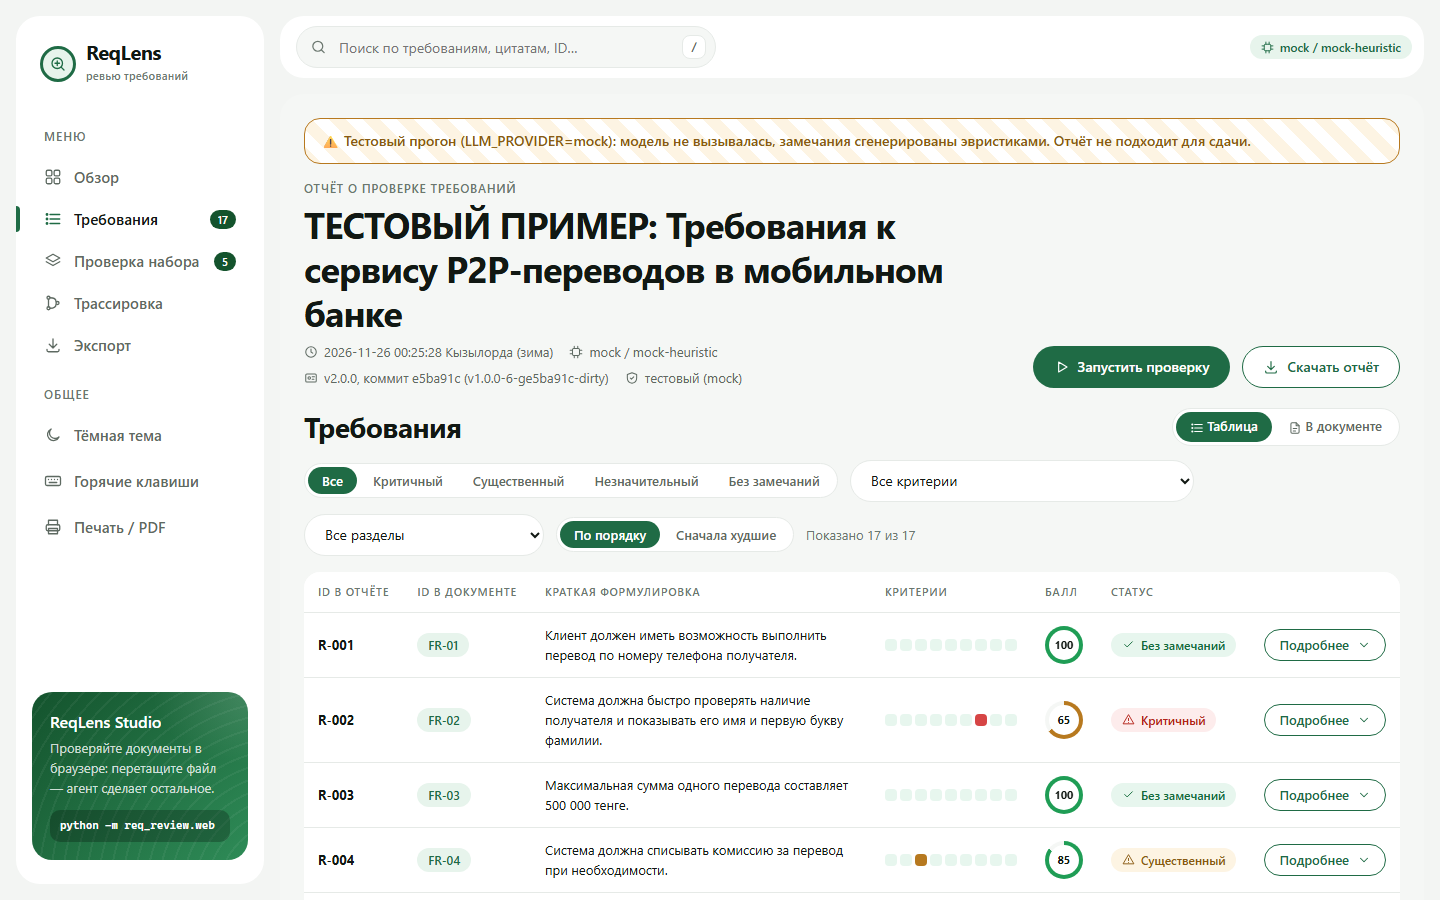 ReqLens
ревью требований
МЕНЮ
Обзор
Требования 17
Проверка набора 5
Трассировка
Экспорт
ОБЩЕЕ
Тёмная тема
Горячие клавиши
Печать / PDF
ReqLens Studio
Проверяйте документы в
браузере: перетащите файл
— агент сделает остальное.
python -m req_review.web
Поиск по требованиям, цитатам, ID... /
mock / mock-heuristic
Тестовый прогон (LLM_PROVIDER=mock): модель не вызывалась, замечания сгенерированы эвристиками. Отчёт не подходит для сдачи.
ОТЧЁТ О ПРОВЕРКЕ ТРЕБОВАНИЙ
ТЕСТОВЫЙ ПРИМЕР: Требования к
сервису P2P-переводов в мобильном
банке
2026-11-26 00:25:28 Кызылорда (зима) mock / mock-heuristic
v2.0.0, коммит e5ba91c (v1.0.0-6-ge5ba91c-dirty) тестовый (mock)
Запустить проверку Скачать отчёт
Требования
Таблица В документе
Все Критичный Существенный Незначительный Без замечаний Все критерии
Все разделы По порядку Сначала худшие Показано 17 из 17
ID В ОТЧЁТЕ ID В ДОКУМЕНТЕ КРАТКАЯ ФОРМУЛИРОВКА КРИТЕРИИ БАЛЛ СТАТУС
R-001 FR-01 Клиент должен иметь возможность выполнить
перевод по номеру телефона получателя. 100 Без замечаний Подробнее
R-002 FR-02 Система должна быстро проверять наличие
получателя и показывать его имя и первую букву
фамилии. 65 Критичный Подробнее
R-003 FR-03 Максимальная сумма одного перевода составляет
500 000 тенге. 100 Без замечаний Подробнее
R-004 FR-04 Система должна списывать комиссию за перевод
при необходимости. 85 Существенный Подробнее